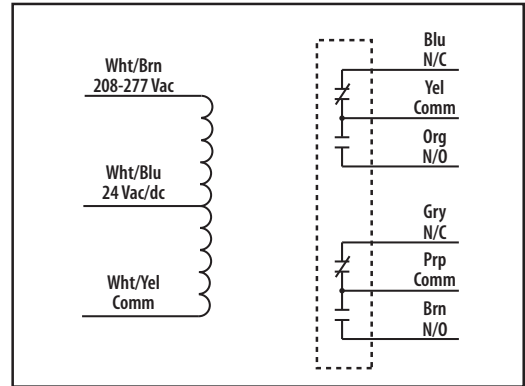 Wht/Brn
208-277 Vac
Wht/Blu
24 Vac/dc
Wht/Yel
Comm
Blu
N/C
Yel
Comm
Org
N/O
Gry
N/C
Prp
Comm
Brn
N/O